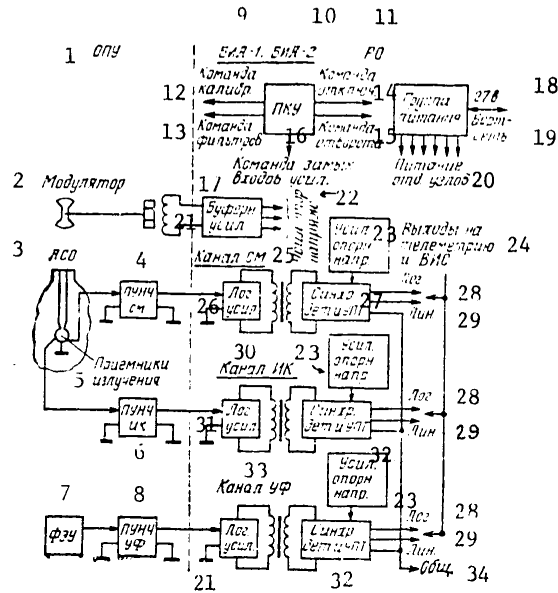 9 10 11
1 ОПУ БИЯ-1. БИЯ-2 РО
Команда калибр. 12
Команда отключ. 14
ПКУ
Группа питания
27в 18
Борт- сеть 19
13 Команда фильтров
16 Команда отворота 15
Питание отд узлов 20
Команда замык. входов усил.
2 Модулятор
17 Буферн усил 21
22
Усил. опорн напр. 23
Выходы на телеметрию и ВИС 24
3 ЯСО
4
Канал СМ 25
ПУНЧ см
Лог усил. 26
Синхр дет и УПТ 27
Лог 28
Лин 29
5 Приемники излучения
30 Канал ИК
23 Усил. опорн напр
ПУНЧ ик
6
Лог усил. 31
Синхр. дет и УПТ
Лог 28
Лин 29
32
33 Канал УФ
Усил. опорн напр. 23
7 8
ФЭУ
ПУНЧ УФ
Лог. усил.
Синхр дет и УПТ
Лог 28
Лин. 29
21 32
Общ. 34